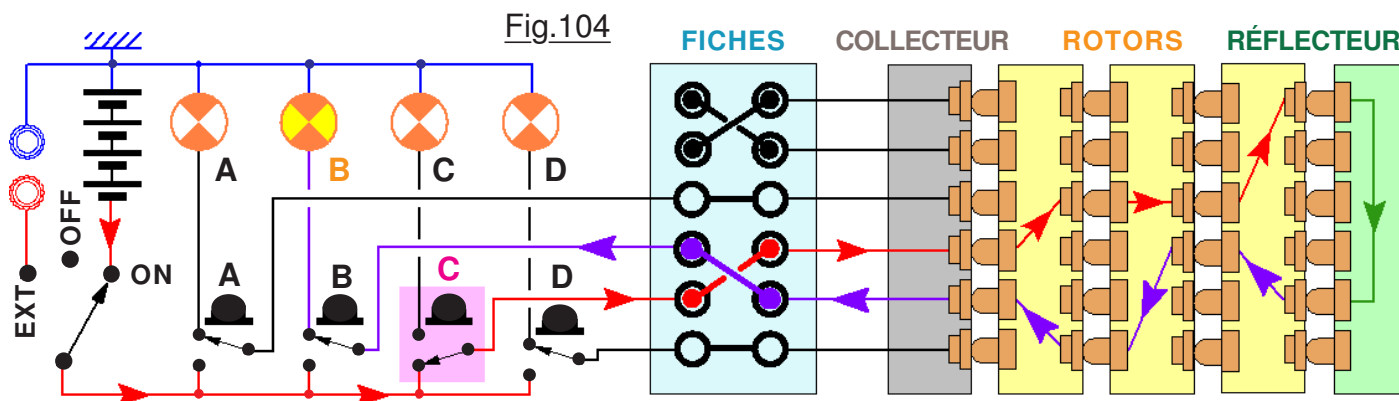 Fig.104
FICHES COLLECTEUR ROTORS RÉFLECTEUR
A B C D
EXT OFF ON
A B C D